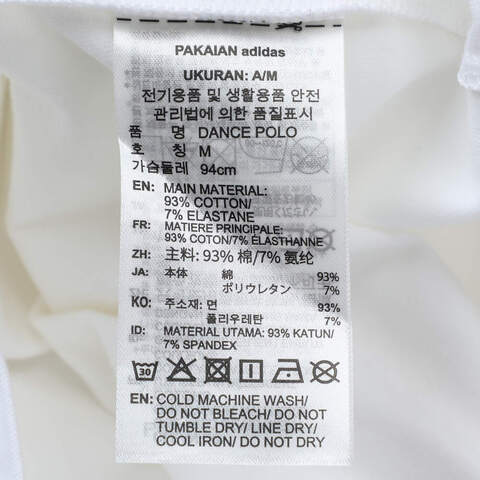 PAKAIAN adidas
UKURAN: A/M
전기용품 및 생활용품 안전
관리법에 의한 품질표시
품 명 DANCE POLO
호 칭 M
가슴둘레 94cm
EN: MAIN MATERIAL:
93% COTTON/
7% ELASTANE
FR: MATIERE PRINCIPALE:
93% COTON/7% ELASTHANNE
ZH: 主料: 93% 棉/7% 氨纶
JA: 本体 綿 93%
ポリウレタン 7%
KO: 주소재: 면 93%
폴리우레탄 7%
ID: MATERIAL UTAMA: 93% KATUN/
7% SPANDEX
30
EN: COLD MACHINE WASH/
DO NOT BLEACH/ DO NOT
TUMBLE DRY/ LINE DRY/
COOL IRON/ DO NOT DRY